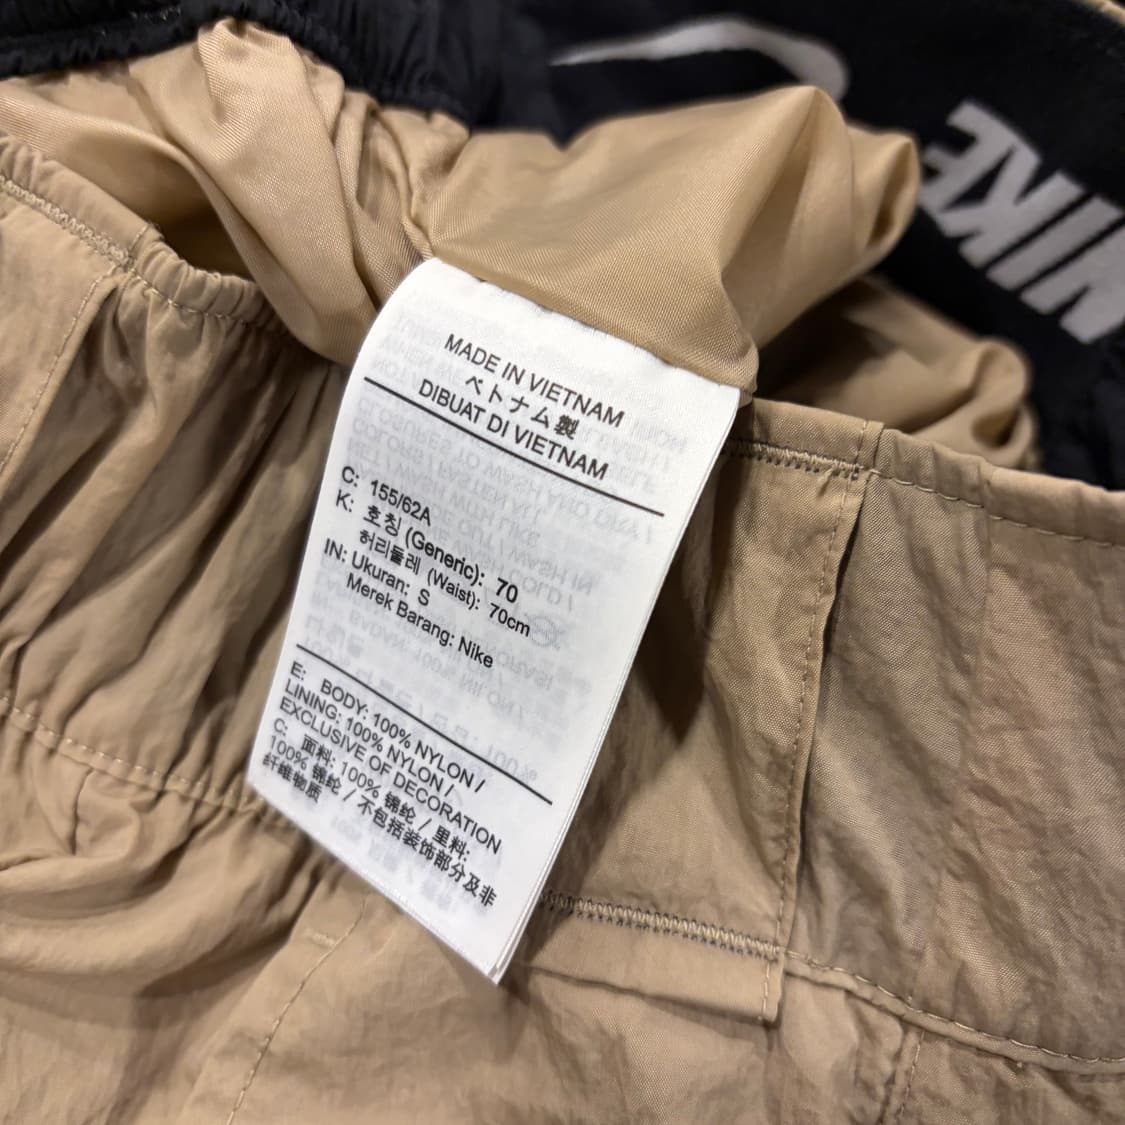 NIKE
MADE IN VIETNAM
ベトナム製
DIBUAT DI VIETNAM
C: 155/62A
K: 호칭 (Generic): 70
허리둘레 (Waist): 70cm
IN: Ukuran: S
Merek Barang: Nike
E: BODY: 100% NYLON /
LINING: 100% NYLON /
EXCLUSIVE OF DECORATION
C: 面料: 100% 锦纶 / 里料:
100% 锦纶 / 不包括装饰部分及非
纤维物质